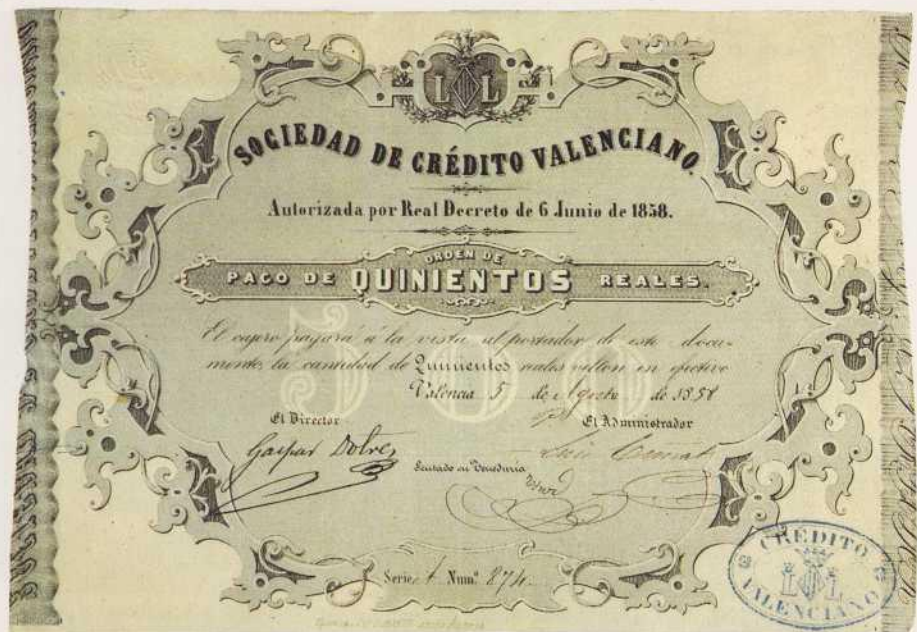 L L
SOCIEDAD DE CRÉDITO VALENCIANO.
Autorizada por Real Decreto de 6 Junio de 1858.
ORDEN DE
PAGO DE QUINIENTOS REALES.
500
El cajero pagará á la vista al portador de este docu-
mento, la cantidad de Quinientos reales vellon en efectivo
Valencia 5 de Agosto de 1858
El Director
El Administrador
Gaspar Dotres
Luis
Sentado en Teneduria
Serie A Num.º 874.
CRÉDITO
L L
VALENCIANO